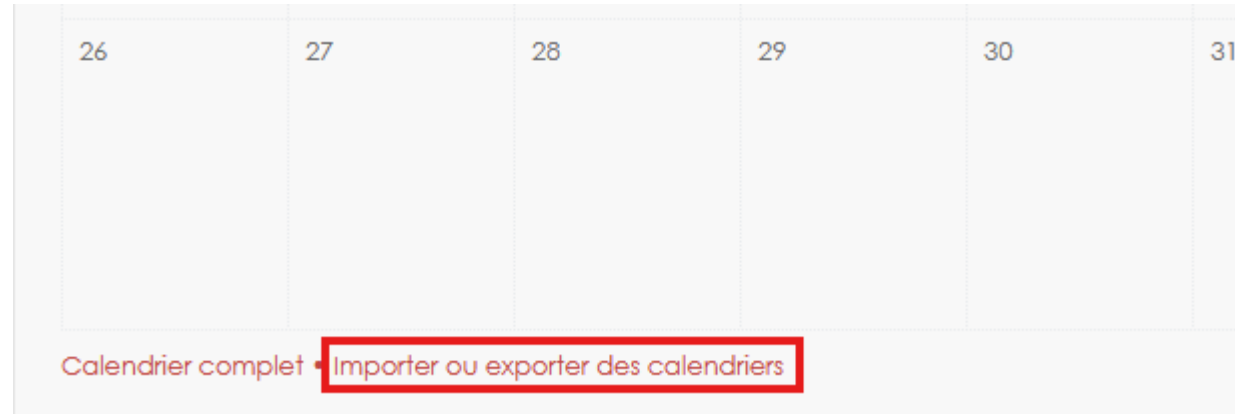 26 27 28 29 30 31
Calendrier complet • Importer ou exporter des calendriers